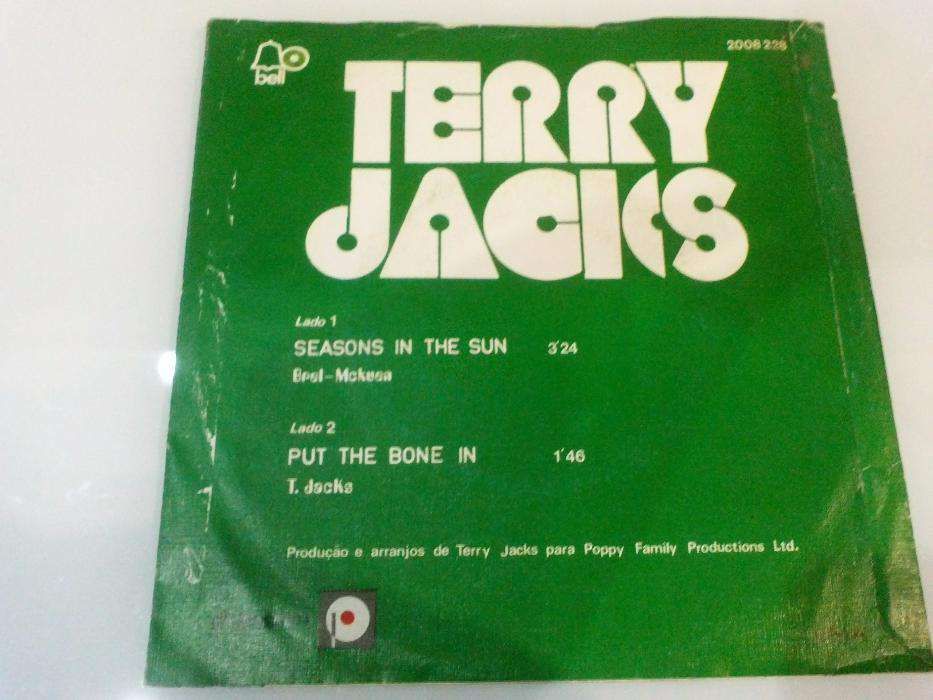 bell
2008 228
TERRY
JACKS
Lado 1
SEASONS IN THE SUN 3'24
Brel-Mckuen
Lado 2
PUT THE BONE IN 1'46
T. Jacks
Produção e arranjos de Terry Jacks para Poppy Family Productions Ltd.
P